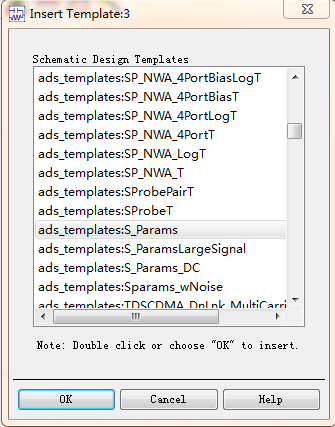 Insert Template:3
Schematic Design Templates
ads_templates:SP_NWA_4PortBiasLogT
ads_templates:SP_NWA_4PortBiasT
ads_templates:SP_NWA_4PortLogT
ads_templates:SP_NWA_4PortT
ads_templates:SP_NWA_LogT
ads_templates:SP_NWA_T
ads_templates:SProbePairT
ads_templates:SProbeT
ads_templates:S_Params
ads_templates:S_ParamsLargeSignal
ads_templates:S_Params_DC
ads_templates:Sparams_wNoise
ads_templates:TDSCDMA_DnLnk_MultiCarri
Note: Double click or choose "OK" to insert.
OK
Cancel
Help